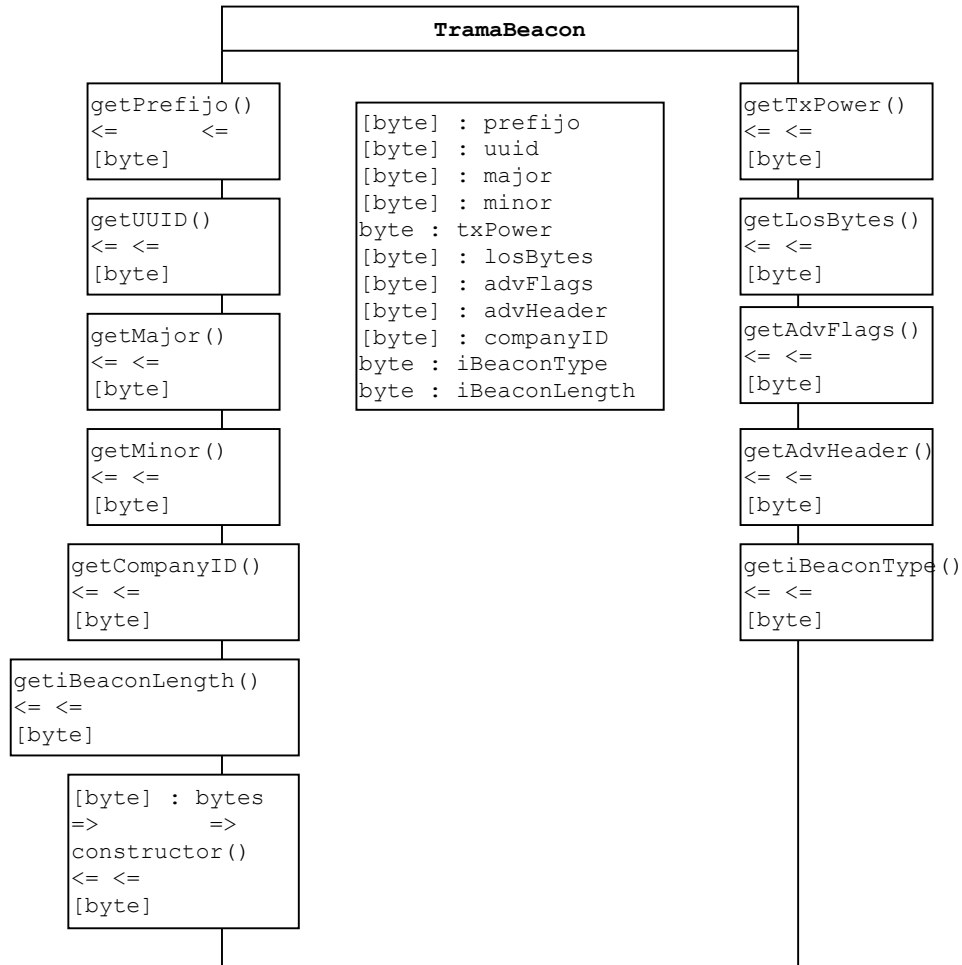 TramaBeacon
getPrefijo()
<= <=
[byte]
getUUID()
<= <=
[byte]
getMajor()
<= <=
[byte]
getMinor()
<= <=
[byte]
getCompanyID()
<= <=
[byte]
getiBeaconLength()
<= <=
[byte]
[byte] : bytes
=> =>
constructor()
<= <=
[byte]
[byte] : prefijo
[byte] : uuid
[byte] : major
[byte] : minor
byte : txPower
[byte] : losBytes
[byte] : advFlags
[byte] : advHeader
[byte] : companyID
byte : iBeaconType
byte : iBeaconLength
getTxPower()
<= <=
[byte]
getLosBytes()
<= <=
[byte]
getAdvFlags()
<= <=
[byte]
getAdvHeader()
<= <=
[byte]
getiBeaconType()
<= <=
[byte]